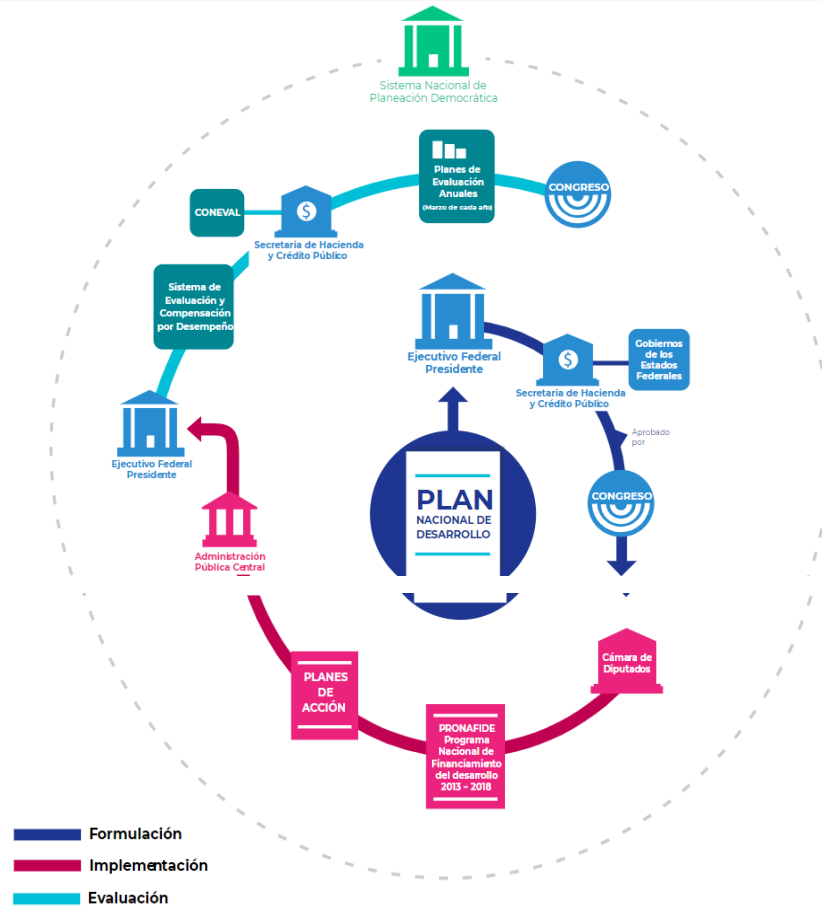 Sistema Nacional de
Planeación Democrática
Planes de
Evaluación
Anuales
(Marzo de cada año)
CONGRESO
CONEVAL
Secretaria de Hacienda
y Crédito Público
Sistema de
Evaluación y
Compensación
por Desempeño
Ejecutivo Federal
Presidente
Ejecutivo Federal
Presidente
Secretaria de Hacienda
y Crédito Público
Gobiernos
de los
Estados
Federales
Aprobado
por
CONGRESO
PLAN
NACIONAL DE
DESARROLLO
Administración
Pública Central
Cámara de
Diputados
PLANES
DE
ACCIÓN
PRONAFIDE
Programa
Nacional de
Financiamiento
del desarrollo
2013 – 2018
Formulación
Implementación
Evaluación